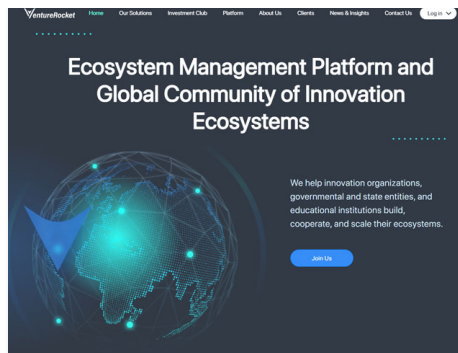 VentureRocket
Home Our Solutions Investment Club Platform About Us Clients News & Insights Contact Us Log in
Ecosystem Management Platform and
Global Community of Innovation
Ecosystems
We help innovation organizations,
governmental and state entities, and
educational institutions build,
cooperate, and scale their ecosystems.
Join Us